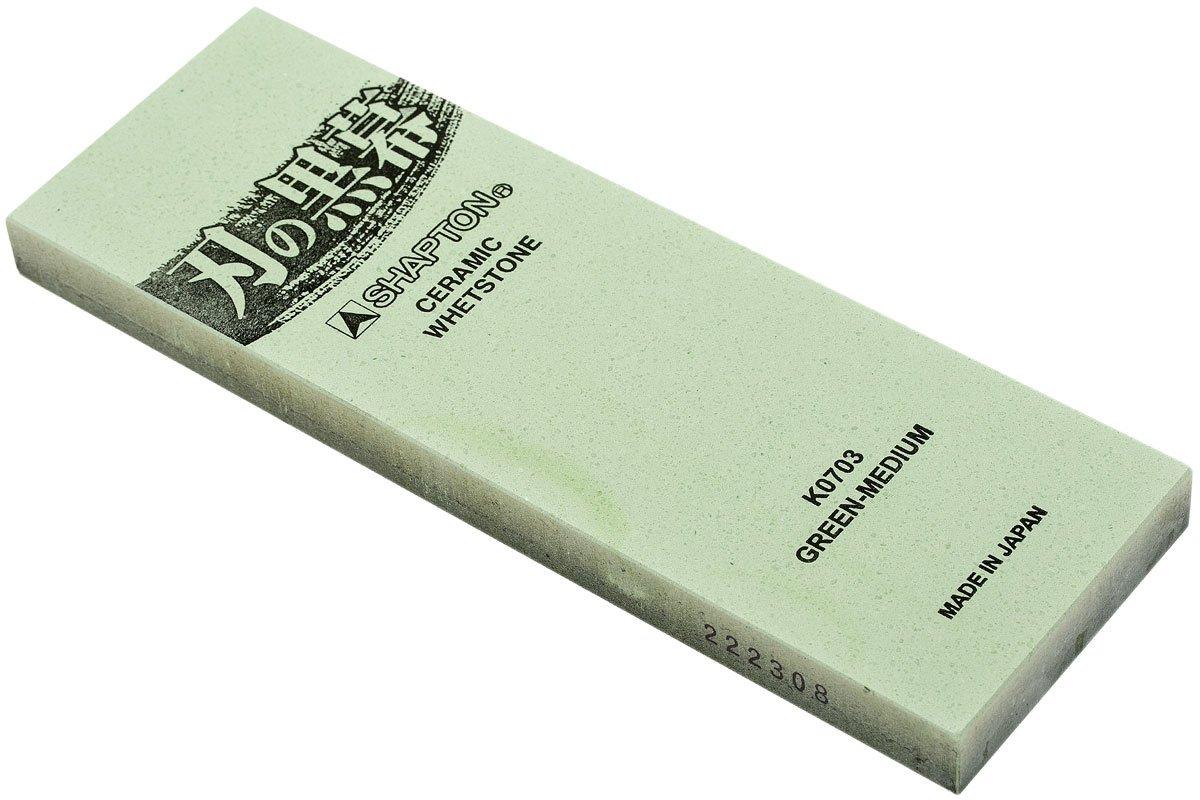 刃の黒幕
SHAPTON®
CERAMIC
WHETSTONE
K0703
GREEN-MEDIUM
MADE IN JAPAN
222308